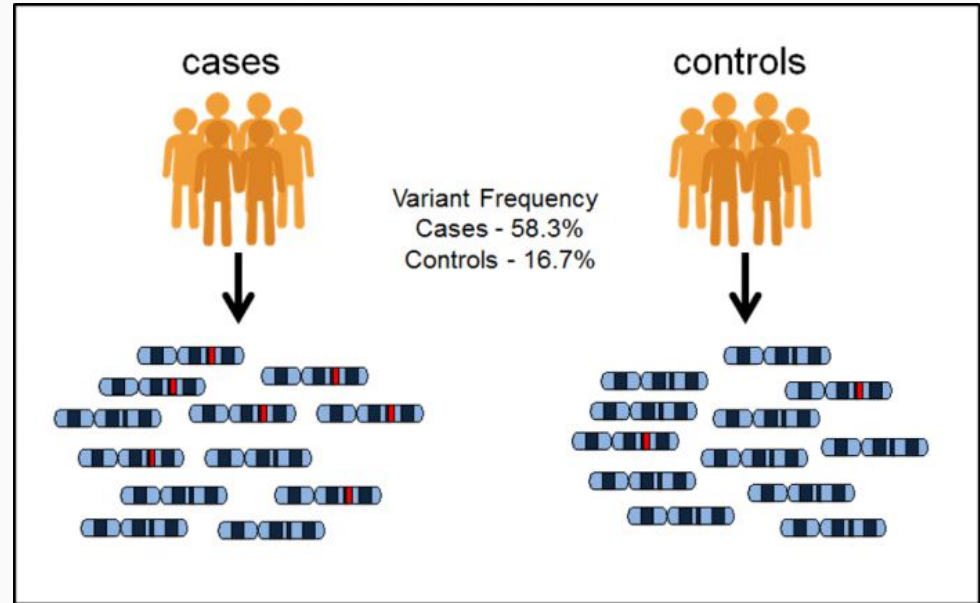 cases
controls
Variant Frequency
Cases - 58.3%
Controls - 16.7%